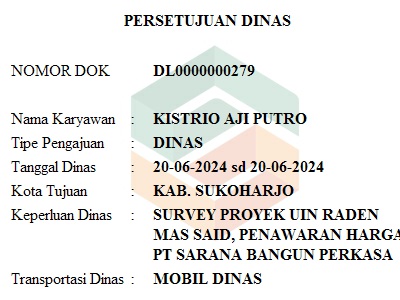 PERSETUJUAN DINAS
NOMOR DOK DL0000000279
Nama Karyawan : KISTRIO AJI PUTRO
Tipe Pengajuan : DINAS
Tanggal Dinas : 20-06-2024 sd 20-06-2024
Kota Tujuan : KAB. SUKOHARJO
Keperluan Dinas : SURVEY PROYEK UIN RADEN
MAS SAID, PENAWARAN HARGA
PT SARANA BANGUN PERKASA
Transportasi Dinas : MOBIL DINAS